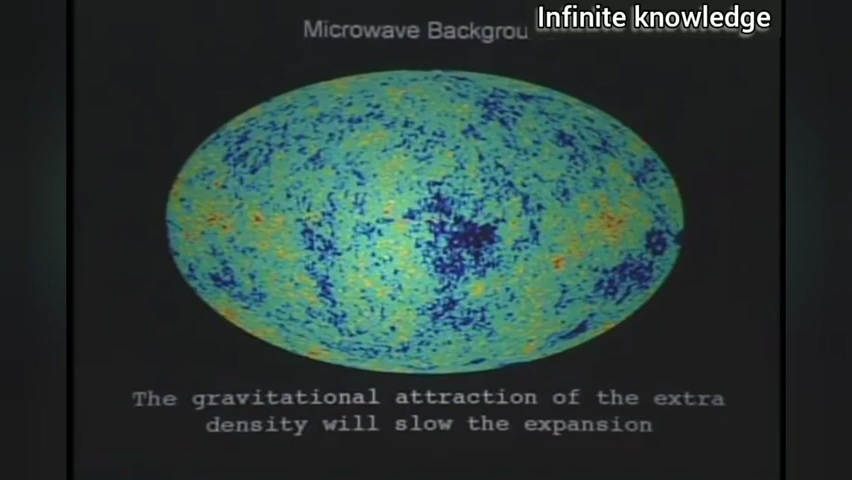 Infinite knowledge
Microwave Backgrou
The gravitational attraction of the extra
density will slow the expansion